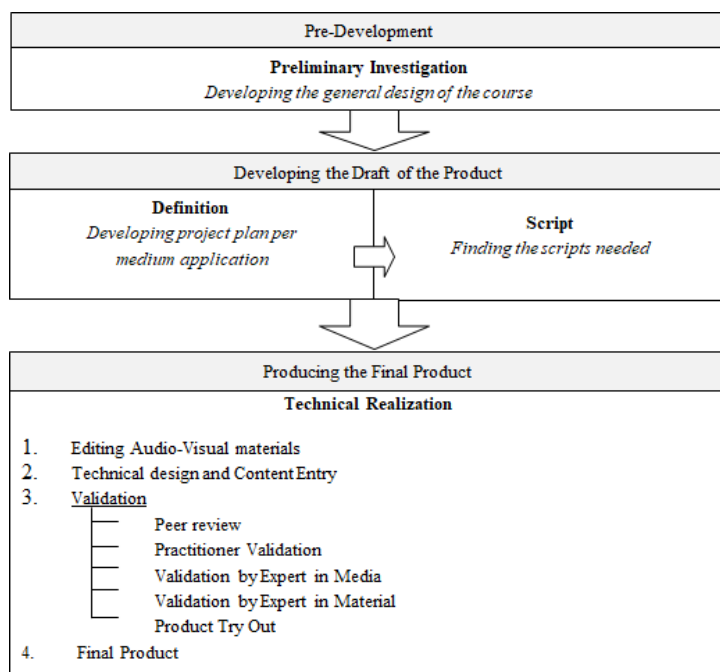 Pre-Development
Preliminary Investigation
Developing the general design of the course
Developing the Draft of the Product
Definition
Developing project plan per
medium application
Script
Finding the scripts needed
Producing the Final Product
Technical Realization
1. Editing Audio-Visual materials
2. Technical design and Content Entry
3. Validation
Peer review
Practitioner Validation
Validation by Expert in Media
Validation by Expert in Material
Product Try Out
4. Final Product